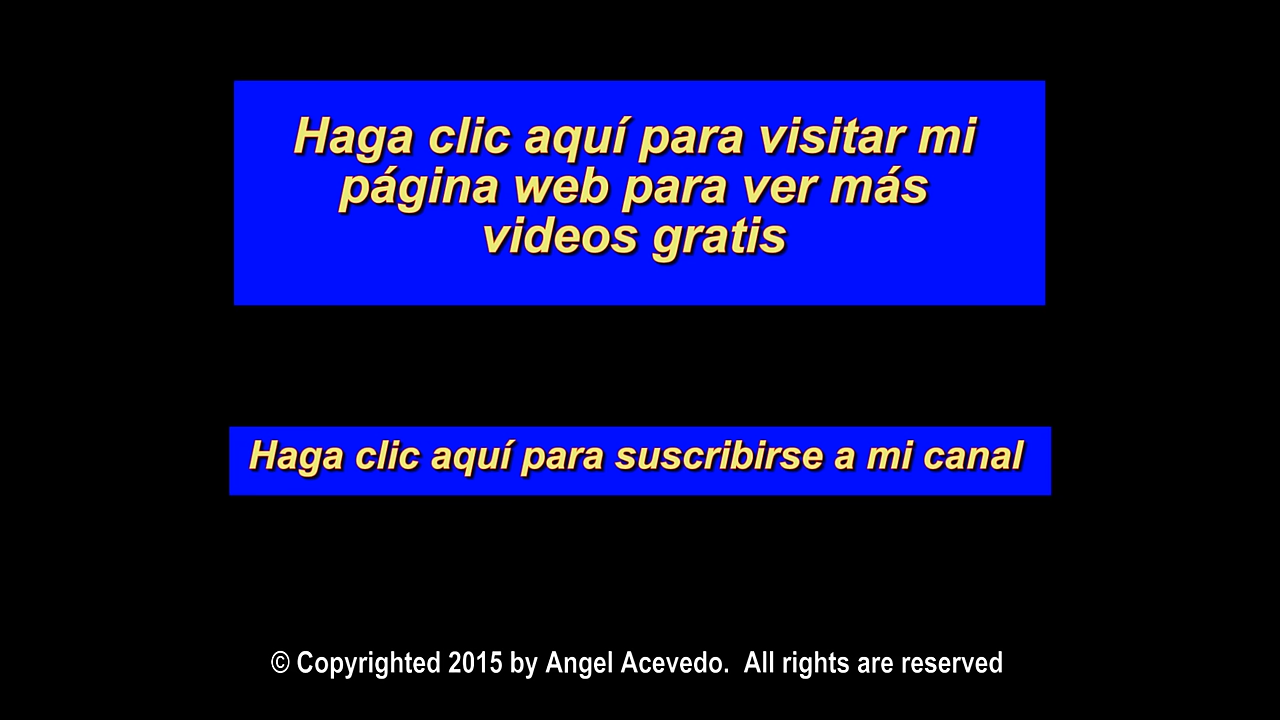 Haga clic aquí para visitar mi
página web para ver más
videos gratis
Haga clic aquí para suscribirse a mi canal
© Copyrighted 2015 by Angel Acevedo.  All rights are reserved